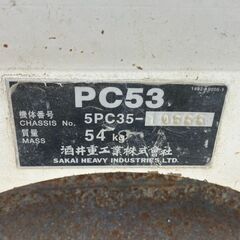 PC53
機体番号
CHASSIS No. 5PC35-
質量
MASS 54 kg
酒井重工業株式会社
SAKAI HEAVY INDUSTRIES,LTD.